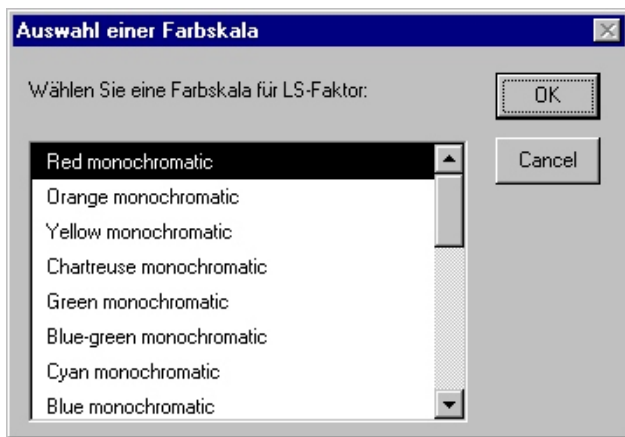 Auswahl einer Farbskala
Wählen Sie eine Farbskala für LS-Faktor:
OK
Cancel
Red monochromatic
Orange monochromatic
Yellow monochromatic
Chartreuse monochromatic
Green monochromatic
Blue-green monochromatic
Cyan monochromatic
Blue monochromatic